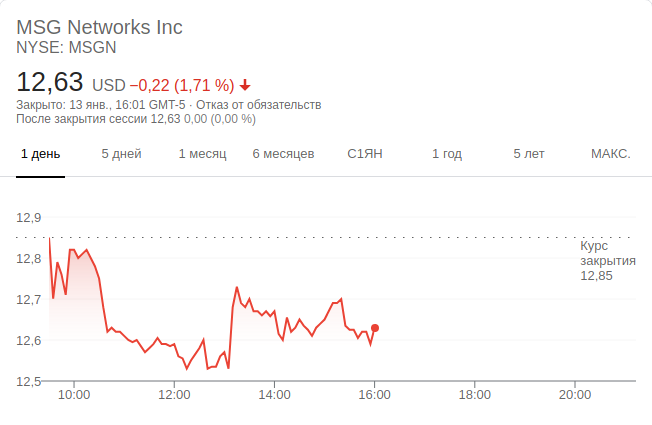 MSG Networks Inc
NYSE: MSGN
12,63 USD −0,22 (1,71 %)
Закрыто: 13 янв., 16:01 GMT-5 · Отказ от обязательств
После закрытия сессии 12,63 0,00 (0,00 %)
1 день 5 дней 1 месяц 6 месяцев С1ЯН 1 год 5 лет МАКС.
12,9
Курс
закрытия
12,85
12,8
12,7
12,6
12,5
10:00 12:00 14:00 16:00 18:00 20:00